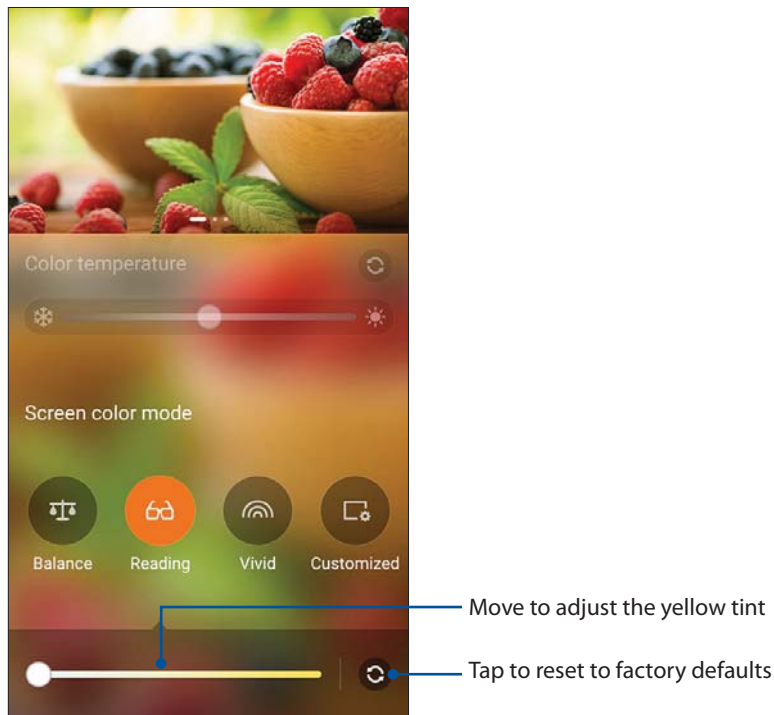 Color temperature
Screen color mode
Balance
Reading
Vivid
Customized
Move to adjust the yellow tint
Tap to reset to factory defaults